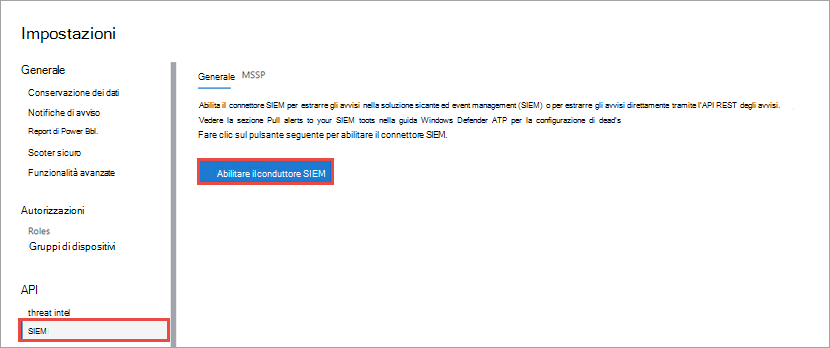 Impostazioni
Generale
Conservazione dei dati
Notifiche di avviso
Report di Power Bbl.
Scoter sicuro
Funzionalità avanzate
Autorizzazioni
Roles
Gruppi di dispositivi
API
threat intel
SIEM
Generale MSSP
Abilita il connettore SIEM per estrarre gli avvisi nella soluzione sicante ed event management (SIEM) o per estrarre gli avvisi direttamente tramite l'API REST degli avvisi.
Vedere la sezione Pull alerts to your SIEM toots nella guida Windows Defender ATP per la configurazione di dead's
Fare clic sul pulsante seguente per abilitare il connettore SIEM.
Abilitare ilconduttore SIEM